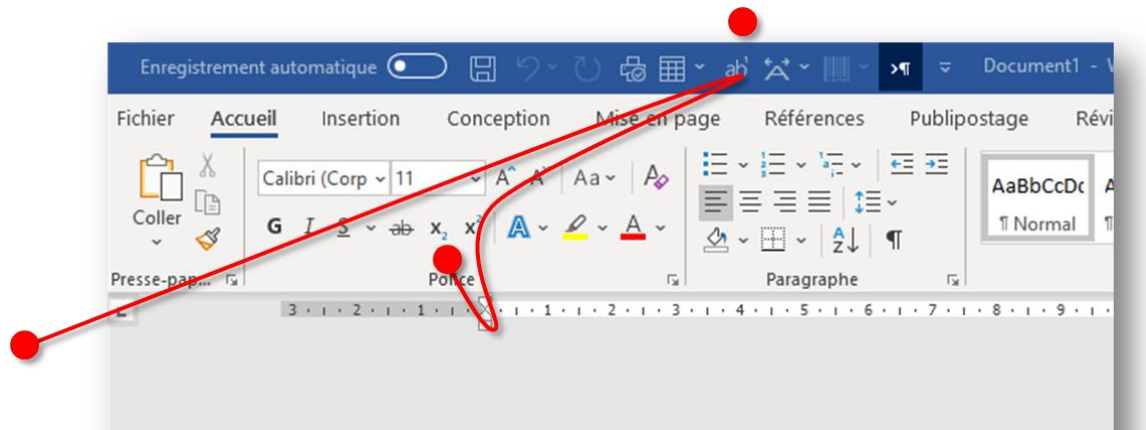 Enregistrement automatique ab Document1 -
Fichier Accueil Insertion Conception Mise en page Références Publipostage Révi
Calibri (Corp 11 A A Aa A
AaBbCcDc A
Coller
G I S ab x₂ x² A A
A
Z
¶
¶ Normal ¶
Presse-pap... Police Paragraphe
3 2 1 1 2 3 4 5 6 7 8 9